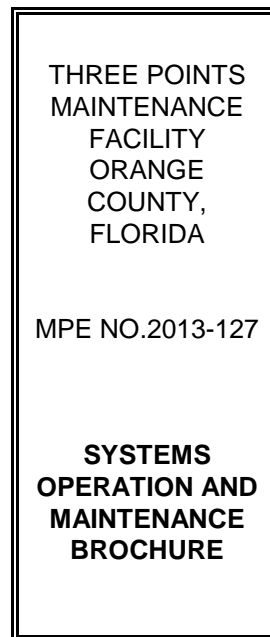 THREE POINTS
MAINTENANCE
FACILITY
ORANGE
COUNTY,
FLORIDA
MPE NO.2013-127
SYSTEMS
OPERATION AND
MAINTENANCE
BROCHURE